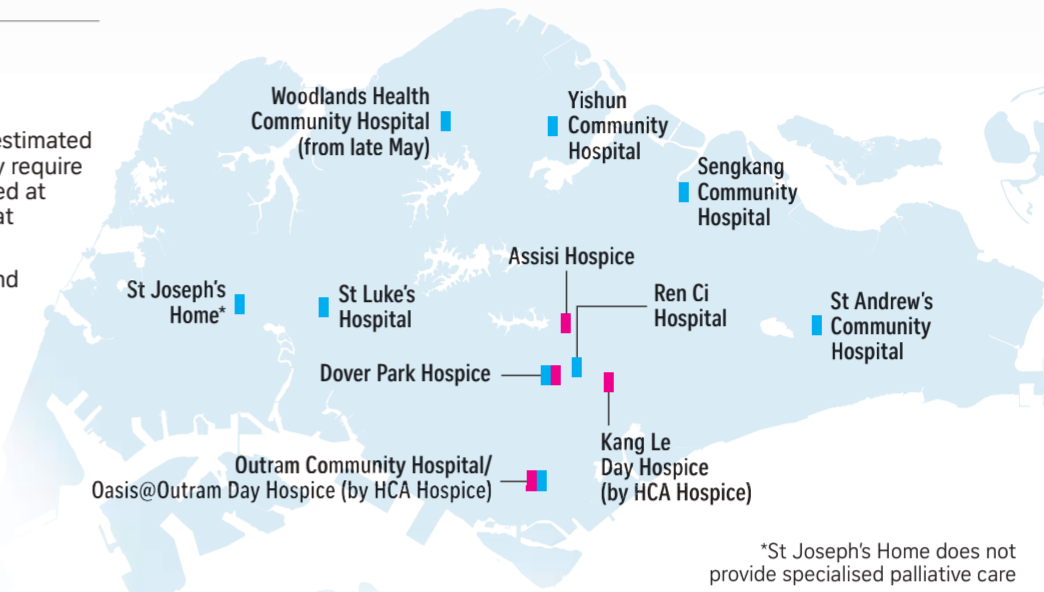 estimated
require
ed at
at
nd
Woodlands Health
Community Hospital
(from late May)
Yishun
Community
Hospital
Sengkang
Community
Hospital
Assisi Hospice
Ren Ci
Hospital
St Joseph's
Home*
St Luke's
Hospital
St Andrew's
Community
Hospital
Dover Park Hospice
Kang Le
Day Hospice
(by HCA Hospice)
Outram Community Hospital/
Oasis@Outram Day Hospice (by HCA Hospice)
*St Joseph's Home does not
provide specialised palliative care